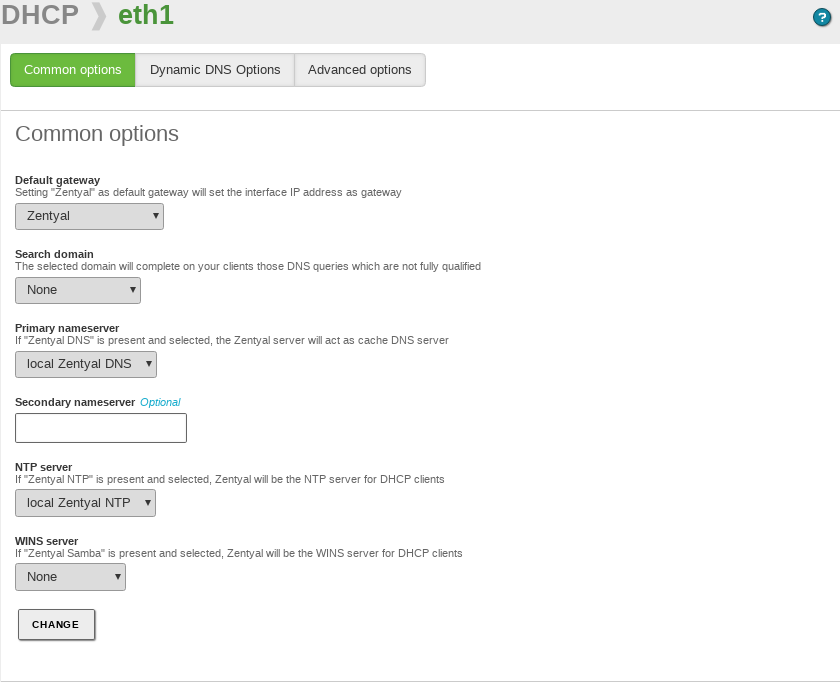 DHCP ❱ eth1
?
Common options Dynamic DNS Options Advanced options
Common options
Default gateway
Setting "Zentyal" as default gateway will set the interface IP address as gateway
Zentyal
Search domain
The selected domain will complete on your clients those DNS queries which are not fully qualified
None
Primary nameserver
If "Zentyal DNS" is present and selected, the Zentyal server will act as cache DNS server
local Zentyal DNS
Secondary nameserver Optional
NTP server
If "Zentyal NTP" is present and selected, Zentyal will be the NTP server for DHCP clients
local Zentyal NTP
WINS server
If "Zentyal Samba" is present and selected, Zentyal will be the WINS server for DHCP clients
None
CHANGE